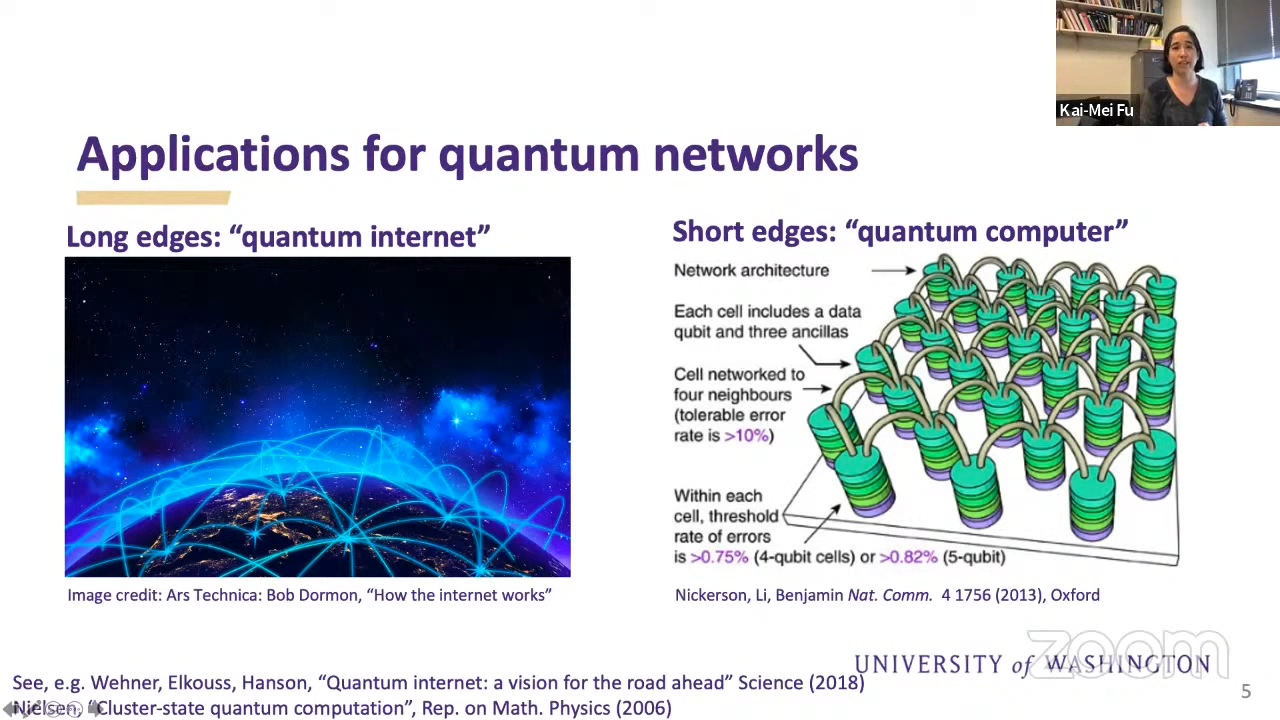 Kai-Mei Fu
Applications for quantum networks
Long edges: “quantum internet”
Image credit: Ars Technica: Bob Dormon, “How the internet works”
Short edges: “quantum computer”
Network architecture
Each cell includes a data
qubit and three ancillas
Cell networked to
four neighbours
(tolerable error
rate is >10%)
Within each
cell, threshold
rate of errors
is >0.75% (4-qubit cells) or >0.82% (5-qubit)
Nickerson, Li, Benjamin Nat. Comm. 4 1756 (2013), Oxford
zoom
UNIVERSITY of WASHINGTON
See, e.g. Wehner, Elkouss, Hanson, “Quantum internet: a vision for the road ahead” Science (2018)
Nielsen, “Cluster-state quantum computation”, Rep. on Math. Physics (2006)
5